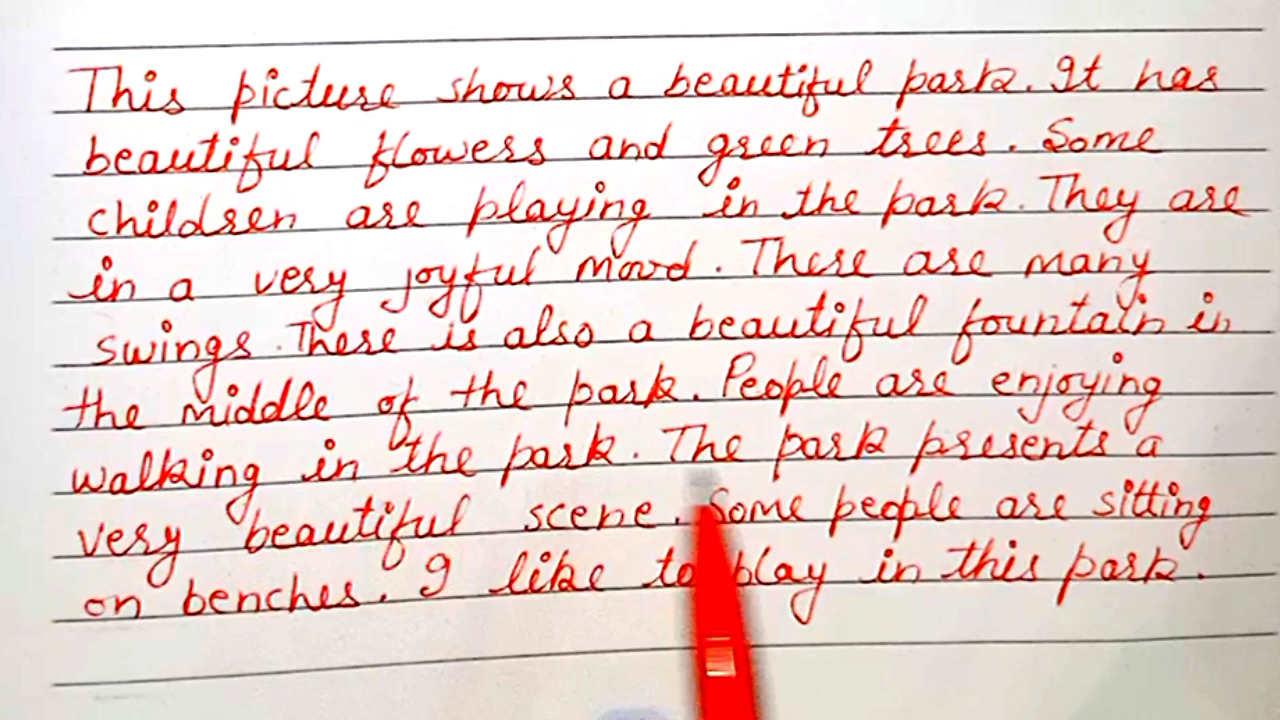 This picture shows a beautiful park. It has
beautiful flowers and green trees. Some
children are playing in the park. They are
in a very joyful mood. There are many
swings. There is also a beautiful fountain in
the middle of the park. People are enjoying
walking in the park. The park presents a
very beautiful scene. Some people are sitting
on benches. I like to play in this park.